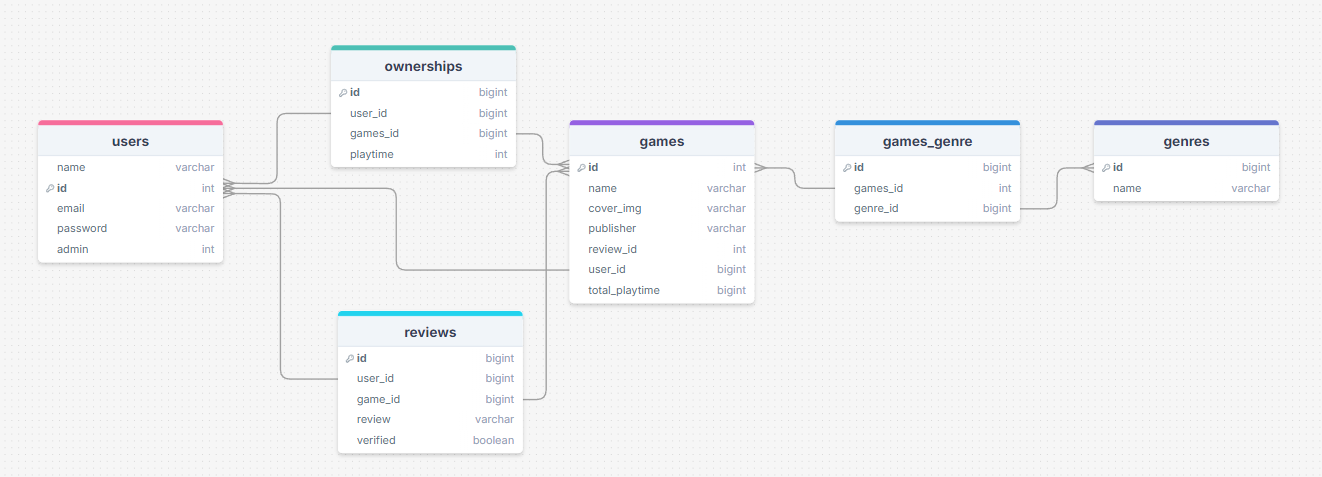 ownerships
id bigint
user_id bigint
games_id bigint
playtime int
users
name varchar
id int
email varchar
password varchar
admin int
games
id int
name varchar
cover_img varchar
publisher varchar
review_id int
user_id bigint
total_playtime bigint
games_genre
id bigint
games_id int
genre_id bigint
genres
id bigint
name varchar
reviews
id bigint
user_id bigint
game_id bigint
review varchar
verified boolean